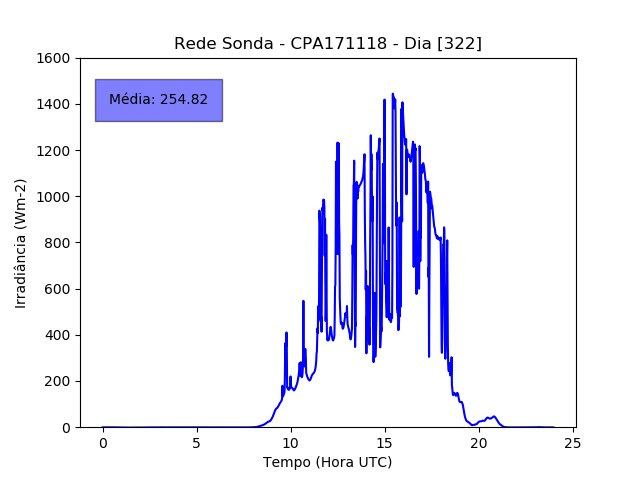 Rede Sonda - CPA171118 - Dia [322]
1600
1400
1200
1000
800
600
400
200
0
Média: 254.82
Irradiância (Wm-2)
0 5 10 15 20 25
Tempo (Hora UTC)